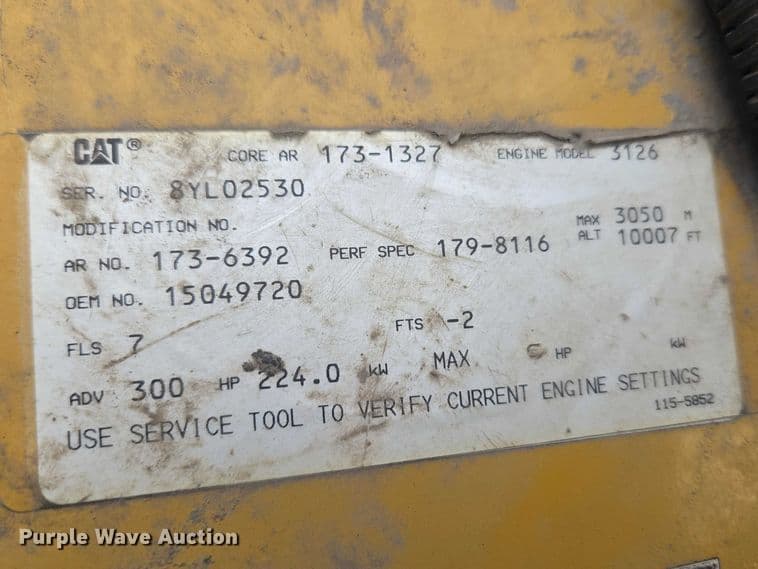 CAT® CORE AR 173-1327 ENGINE MODEL 3126
SER. NO. 8YL02530
MODIFICATION NO.
AR NO. 173-6392 PERF SPEC 179-8116 MAX ALT 3050 M 10007 FT
OEM NO. 15049720
FLS 7 FTS -2
ADV 300 HP 224.0 kW MAX HP kW
USE SERVICE TOOL TO VERIFY CURRENT ENGINE SETTINGS
115-5852
Purple Wave Auction